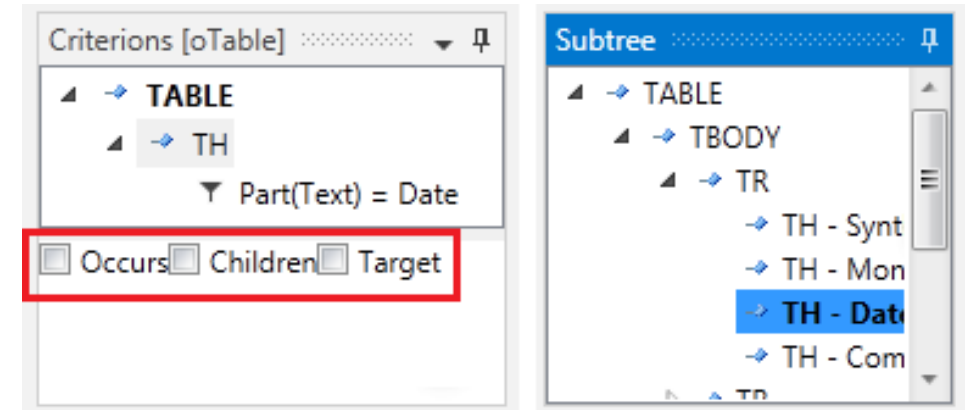 Criterions [oTable]
TABLE
TH
Part(Text) = Date
Occurs Children Target
Subtree
TABLE
TBODY
TR
TH - Synt
TH - Mon
TH - Date
TH - Com
TR